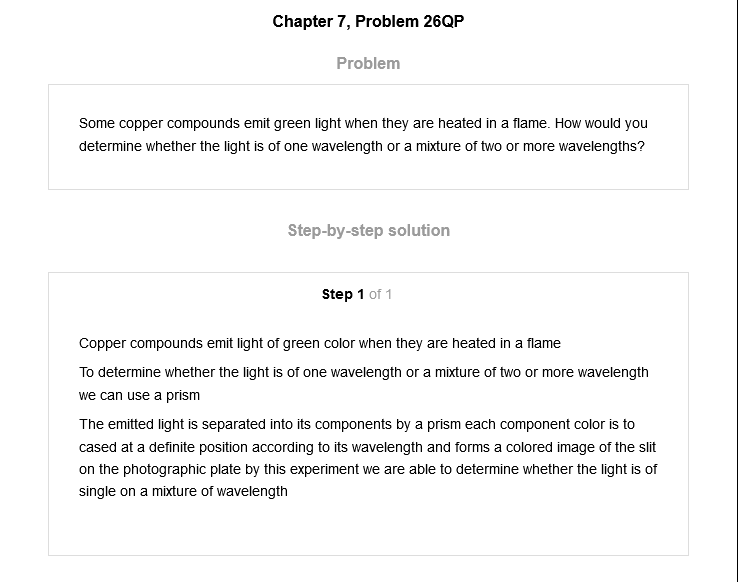 Chapter 7, Problem 26QP
Problem
Some copper compounds emit green light when they are heated in a flame. How would you
determine whether the light is of one wavelength or a mixture of two or more wavelengths?
Step-by-step solution
Step 1 of 1
Copper compounds emit light of green color when they are heated in a flame
To determine whether the light is of one wavelength or a mixture of two or more wavelength
we can use a prism
The emitted light is separated into its components by a prism each component color is to
cased at a definite position according to its wavelength and forms a colored image of the slit
on the photographic plate by this experiment we are able to determine whether the light is of
single on a mixture of wavelength